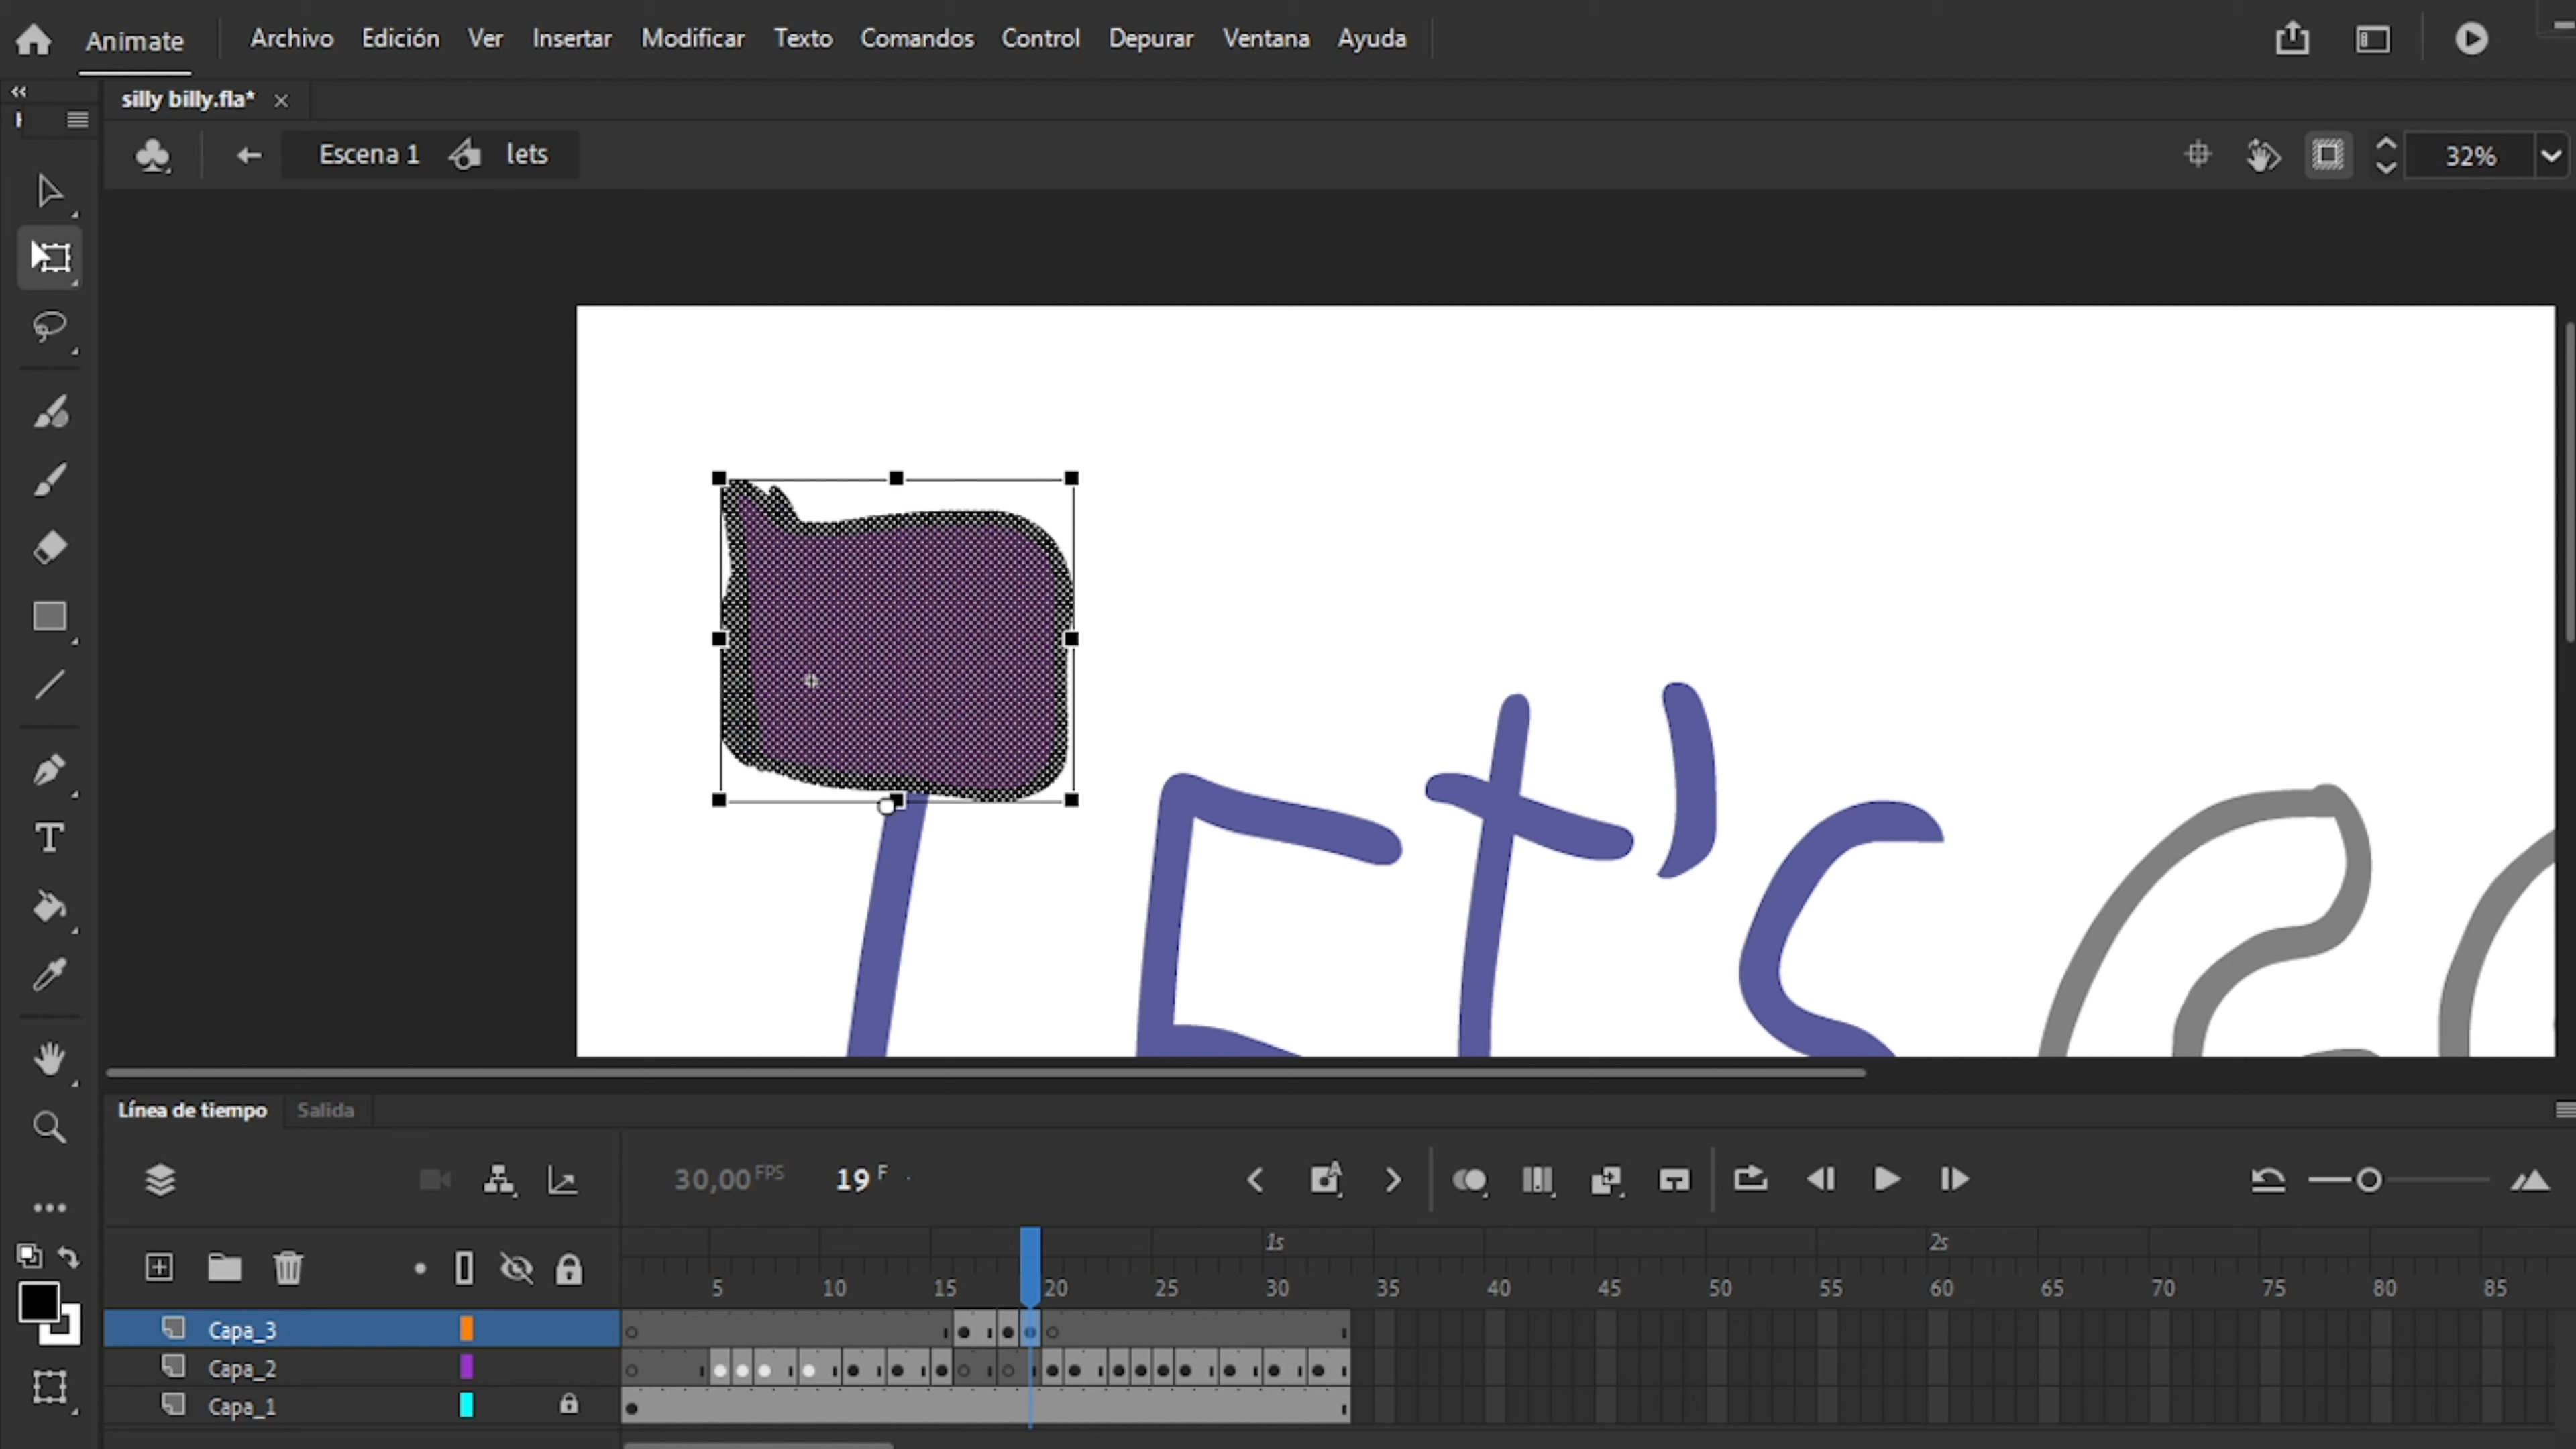 Animate Archivo Edición Ver Insertar Modificar Texto Comandos Control Depurar Ventana Ayuda
silly billy.fla*
Escena 1 lets
32%
LEt's
Línea de tiempo Salida
30,00 FPS 19 F
1s 2s
5 10 15 20 25 30 35 40 45 50 55 60 65 70 75 80 85
Capa_3
Capa_2
Capa_1